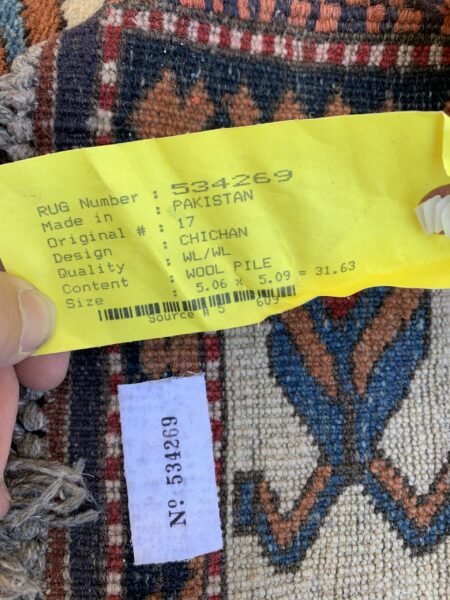 RUG Number : 534269
Made in : PAKISTAN
Original # : 17
Design : CHICHAN
Quality : WL/WL
Content : WOOL PILE
Size : 5.06 x 5.09 = 31.63
Source # 5 609
Nº 534269